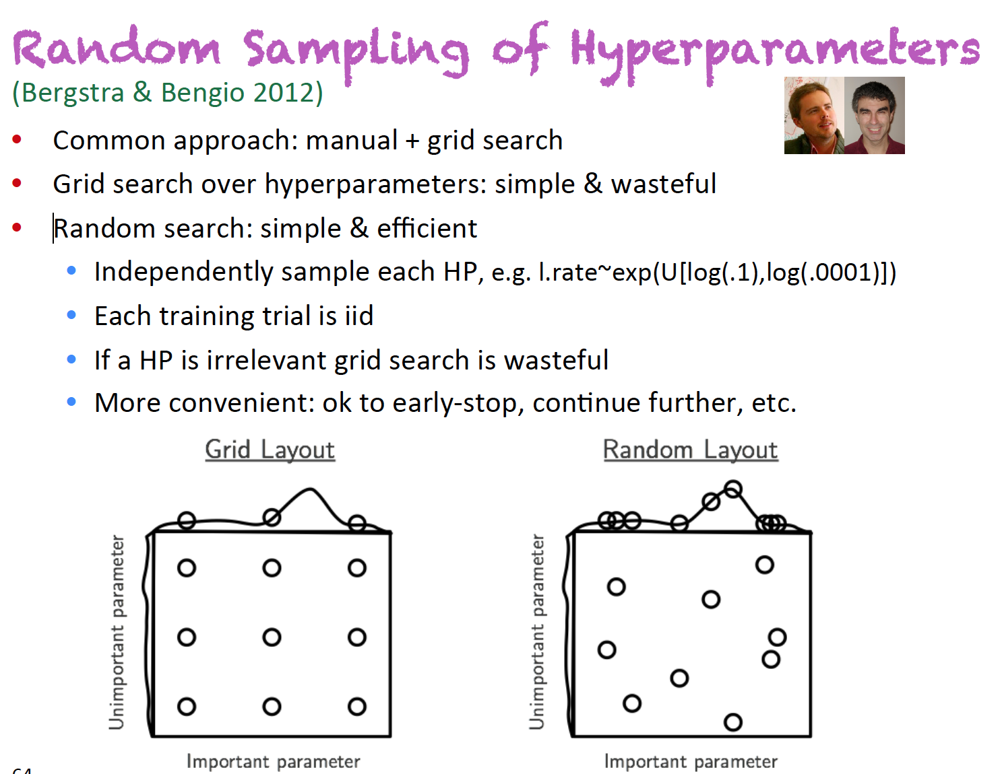 Random Sampling of Hyperparameters
(Bergstra & Bengio 2012)
• Common approach: manual + grid search
• Grid search over hyperparameters: simple & wasteful
• Random search: simple & efficient
• Independently sample each HP, e.g. l.rate~exp(U[log(.1),log(.0001)])
• Each training trial is iid
• If a HP is irrelevant grid search is wasteful
• More convenient: ok to early-stop, continue further, etc.
Grid Layout
Unimportant parameter
Important parameter
Random Layout
Unimportant parameter
Important parameter